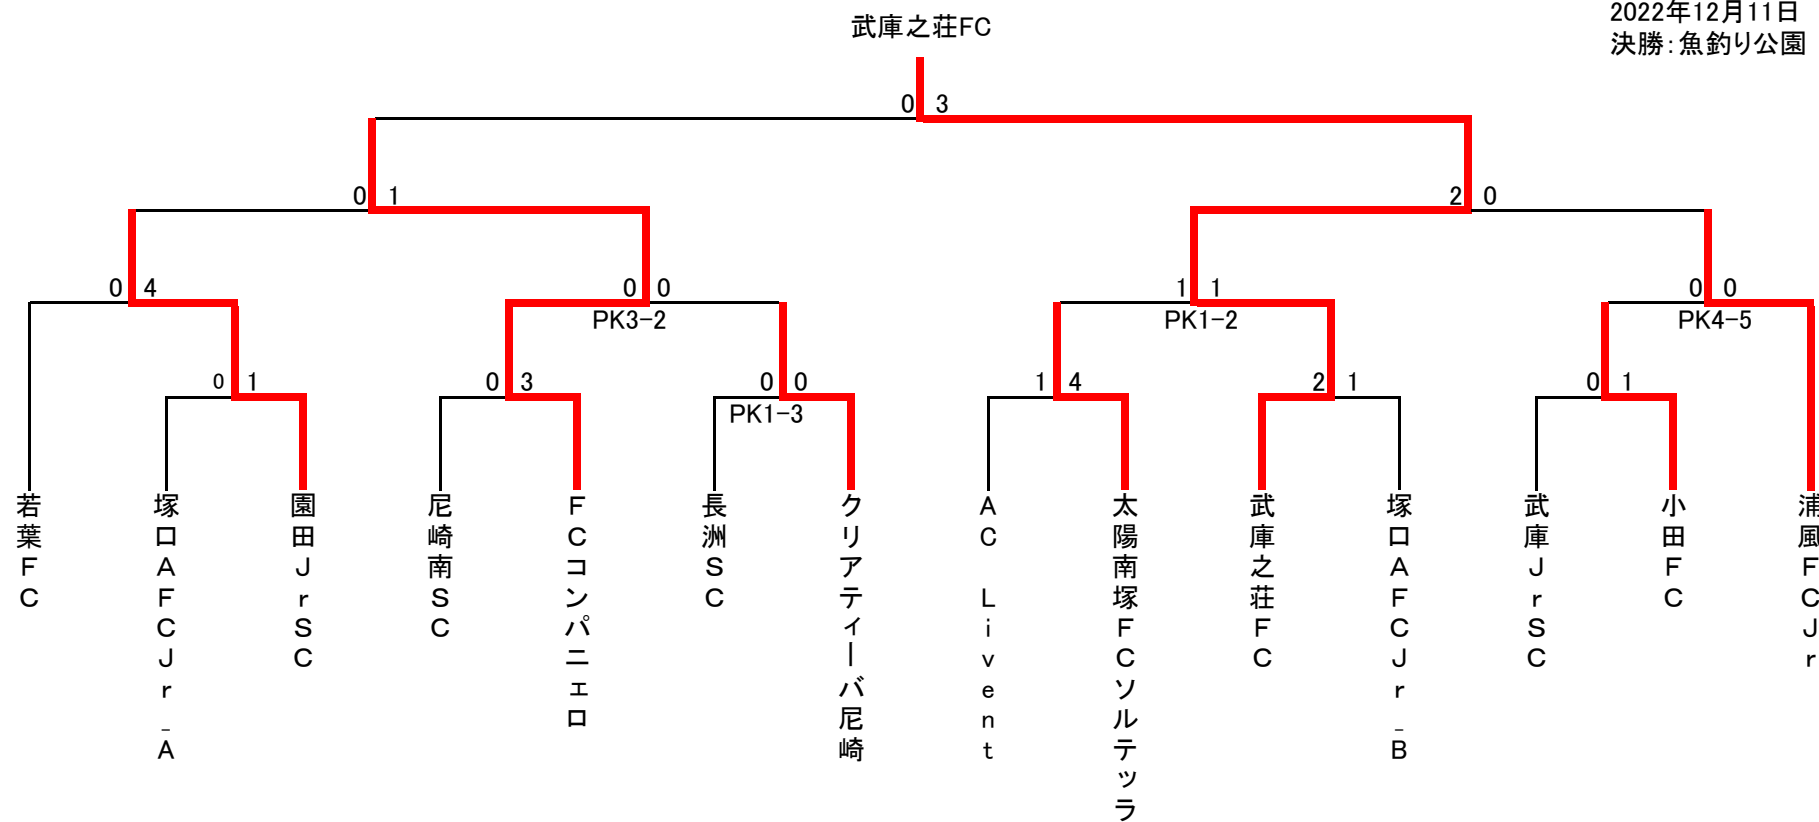 2022年12月11日
決勝：魚釣り公園
武庫之荘FC
0 3
0 1
2 0
0 4
0 0
PK3-2
1 1
PK1-2
0 0
PK4-5
0 1
0 3
0 0
PK1-3
1 4
2 1
0 1
若葉FC
塚口AFCJr_A
園田JrSC
尼崎南SC
FCコンパニエロ
長洲SC
クリアティーバ尼崎
AC Livent
太陽南塚FCソルテッラ
武庫之荘FC
塚口AFCJr_B
武庫JrSC
小田FC
浦風FCJr